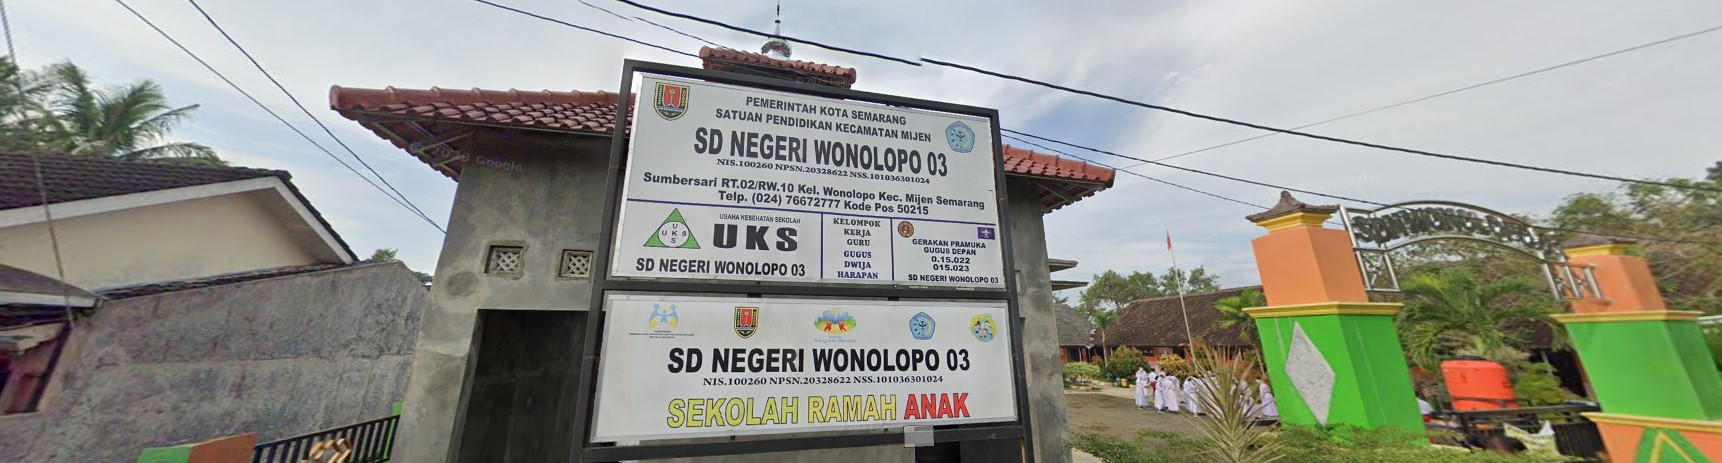 PEMERINTAH KOTA SEMARANG
SATUAN PENDIDIKAN KECAMATAN MIJEN
SD NEGERI WONOLOPO 03
NIS.100260 NPSN.20328622 NSS.101036301024
Sumbersari RT.02/RW.10 Kel. Wonolopo Kec. Mijen Semarang
Telp. (024) 76672777 Kode Pos 50215
UKS
USAHA KESEHATAN SEKOLAH
UKS
SD NEGERI WONOLOPO 03
KELOMPOK
KERJA
GURU
GUGUS
DWIJA
HARAPAN
GERAKAN PRAMUKA
GUGUS DEPAN
0.15.022
015.023
SD NEGERI WONOLOPO 03
SD NEGERI WONOLOPO 03
NIS.100260 NPSN.20328622 NSS.101036301024
SEKOLAH RAMAH ANAK
Google